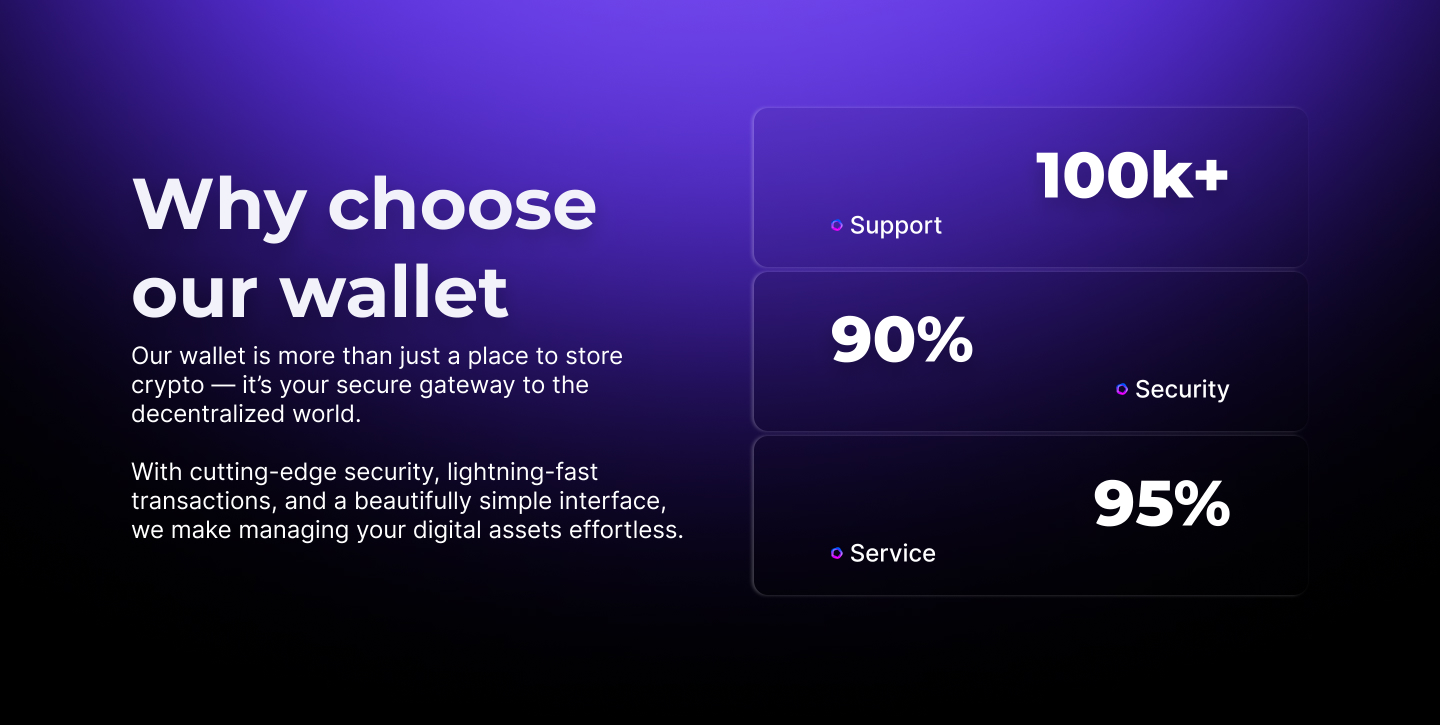 Why choose
our wallet
Our wallet is more than just a place to store
crypto — it’s your secure gateway to the
decentralized world.
With cutting-edge security, lightning-fast
transactions, and a beautifully simple interface,
we make managing your digital assets effortless.
100k+
Support
90%
Security
95%
Service